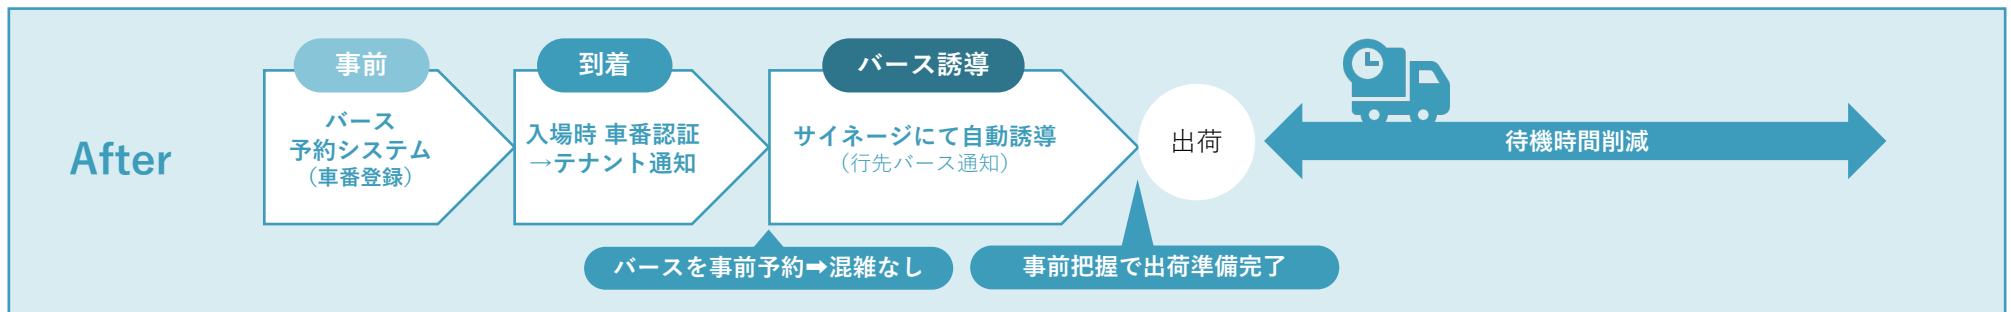 After
事前
バース
予約システム
（車番登録）
到着
入場時 車番認証
→テナント通知
バース誘導
サイネージにて自動誘導
（行先バース通知）
出荷
待機時間削減
バースを事前予約➡混雑なし
事前把握で出荷準備完了